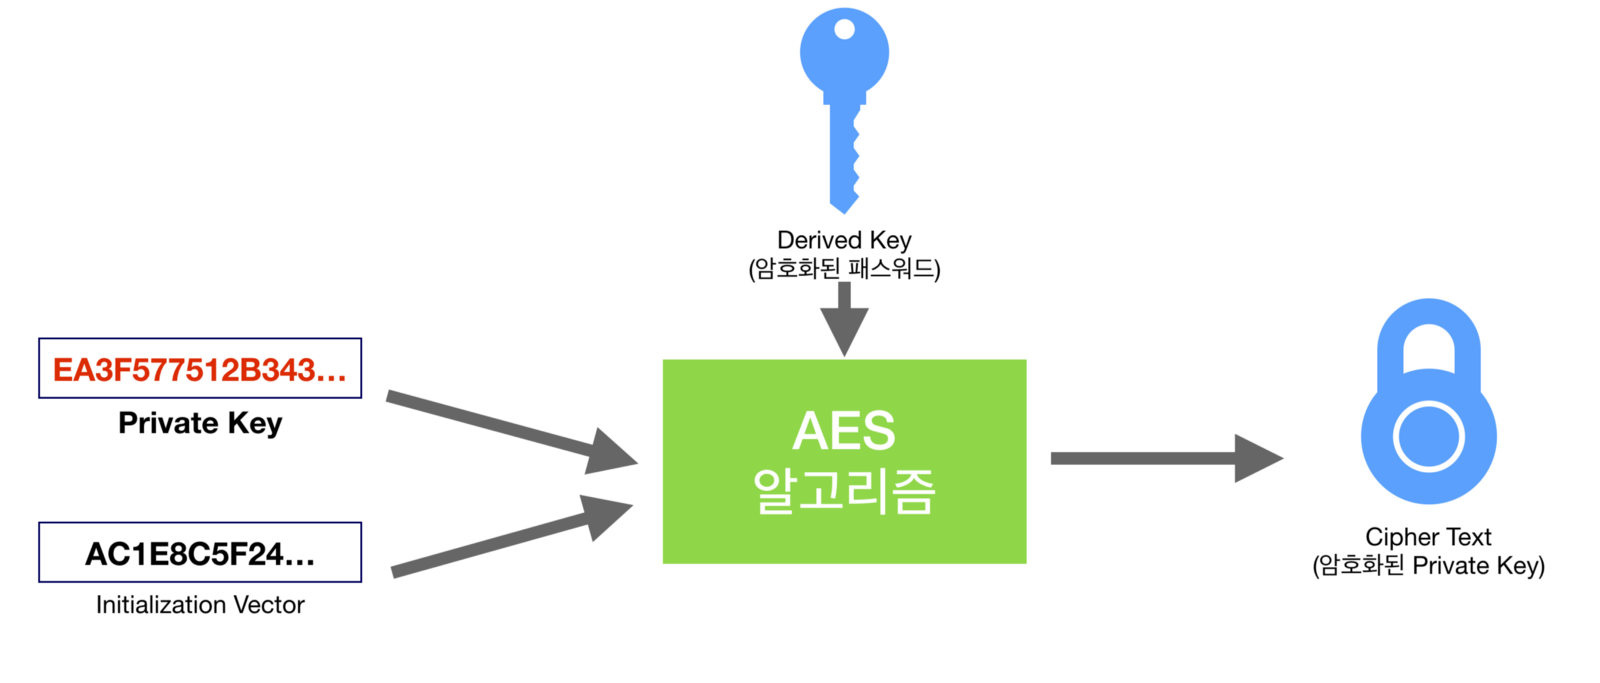 Derived Key
(암호화된 패스워드)
EA3F577512B343...
Private Key
AES
알고리즘
AC1E8C5F24...
Initialization Vector
Cipher Text
(암호화된 Private Key)